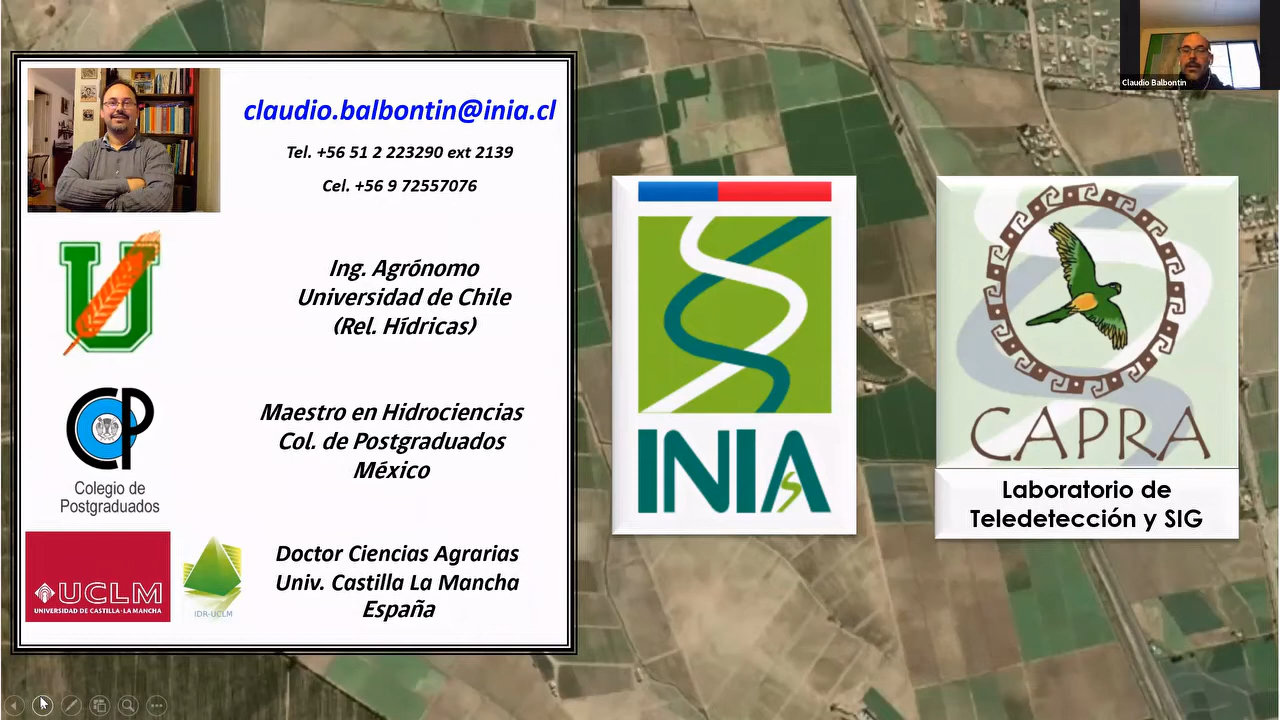 claudio.balbontin@inia.cl
Tel. +56 51 2 223290 ext 2139
Cel. +56 9 72557076
Ing. Agrónomo
Universidad de Chile
(Rel. Hídricas)
U
CP
Colegio de
Postgraduados
Maestro en Hidrociencias
Col. de Postgraduados
México
UCLM
UNIVERSIDAD DE CASTILLA-LA MANCHA
IDR-UCLM
Doctor Ciencias Agrarias
Univ. Castilla La Mancha
España
INIA
CAPRA
Laboratorio de
Teledetección y SIG
Claudio Balbontin